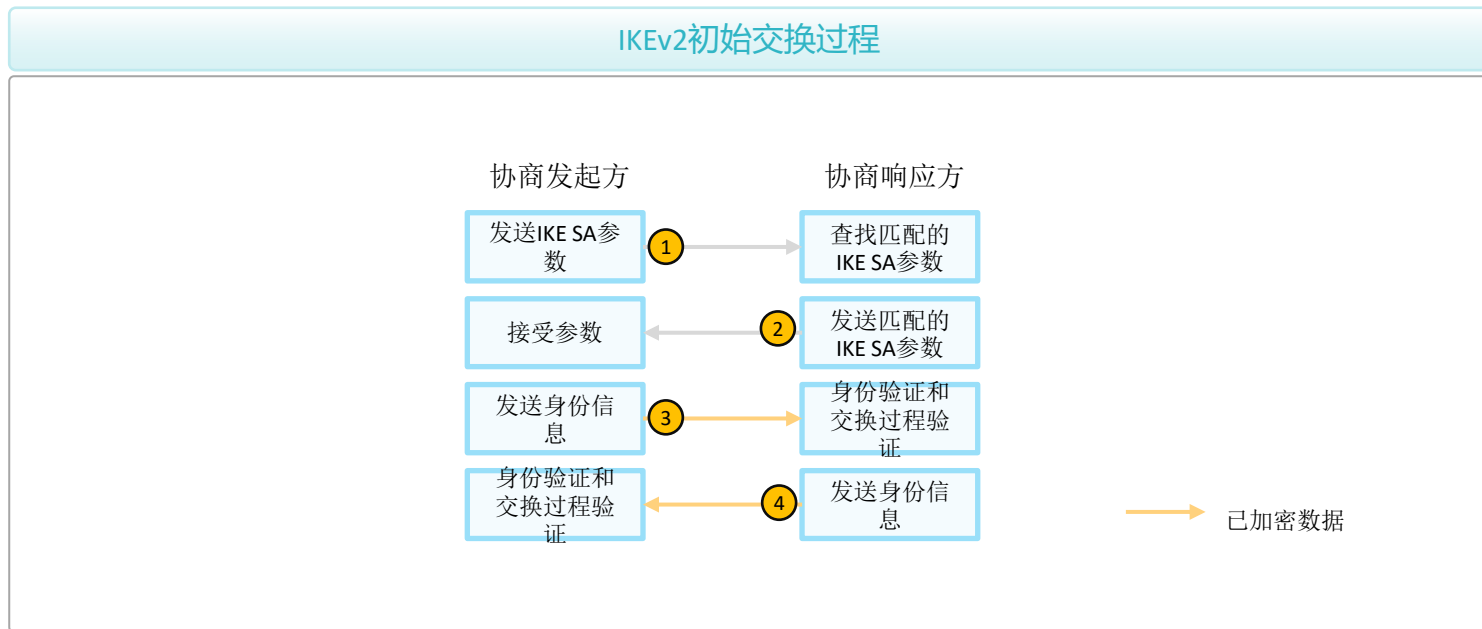 IKEv2初始交换过程
协商发起方
协商响应方
发送IKE SA参
数
1
查找匹配的
IKE SA参数
接受参数
2
发送匹配的
IKE SA参数
发送身份信
息
3
身份验证和
交换过程验
证
身份验证和
交换过程验
证
4
发送身份信
息
已加密数据